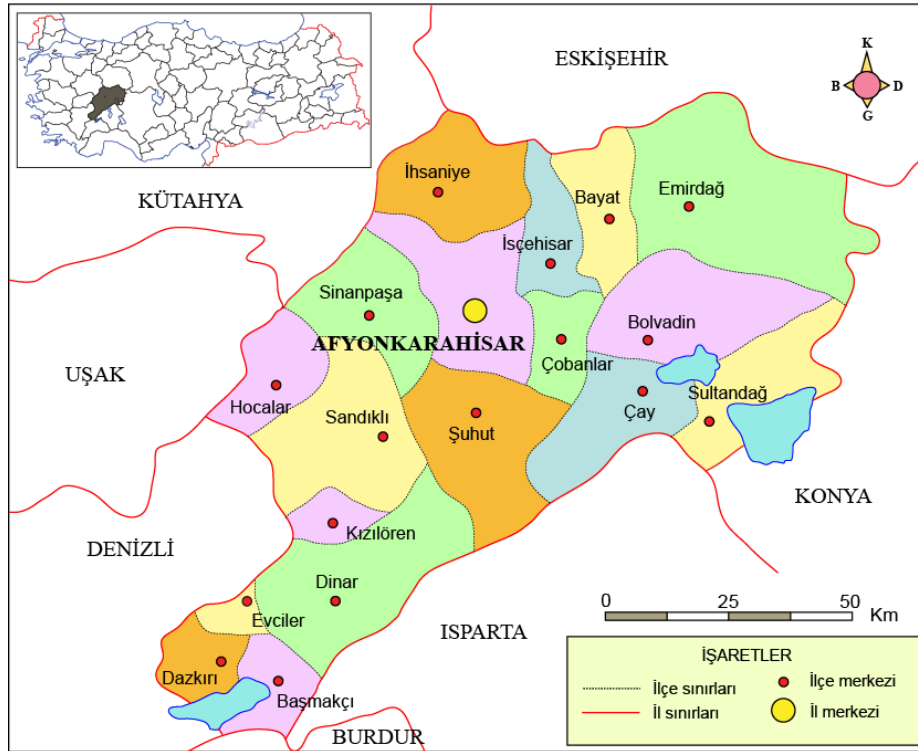 ESKİŞEHİR
K
B D
G
İhsaniye
KÜTAHYA
Bayat
Emirdağ
İsçehisar
Sinanpaşa
Bolvadin
AFYONKARAHİSAR
Çobanlar
UŞAK
Hocalar
Sandıklı
Şuhut
Çay
Sultandağ
KONYA
Kızılören
DENİZLİ
Dinar
0 25 50
Km
Evciler
ISPARTA
Dazkırı
Başmakçı
BURDUR
İŞARETLER
İlçe sınırları
İlçe merkezi
İl sınırları
İl merkezi